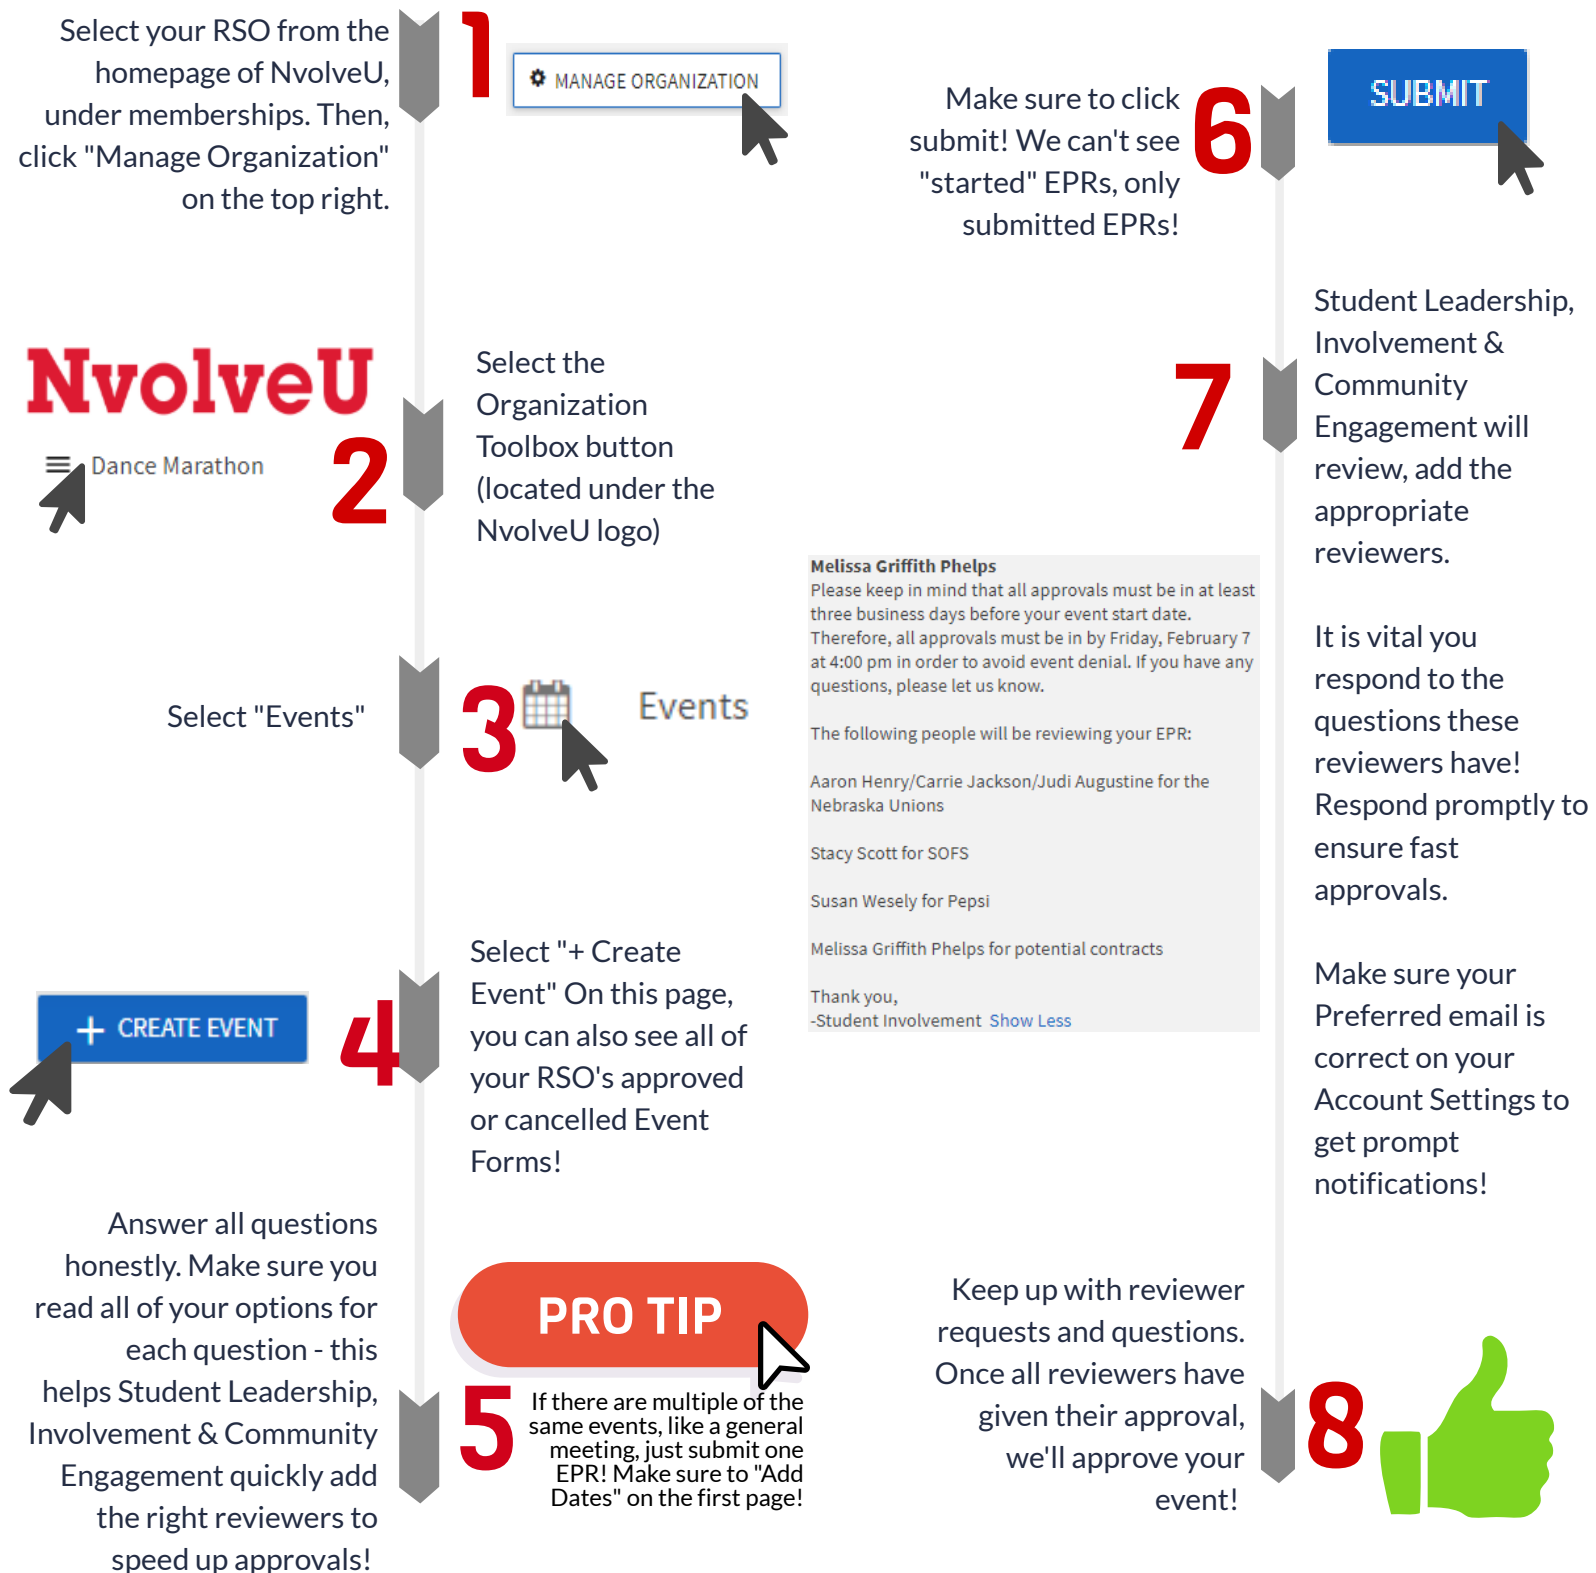 Select your RSO from the
homepage of NvolveU,
under memberships. Then,
click "Manage Organization"
on the top right.
1
MANAGE ORGANIZATION
NvolveU
Dance Marathon
2
Select the
Organization
Toolbox button
(located under the
NvolveU logo)
Select "Events"
3
Events
CREATE EVENT
4
Select "+ Create
Event" On this page,
you can also see all of
your RSO's approved
or cancelled Event
Forms!
Answer all questions
honestly. Make sure you
read all of your options for
each question - this
helps Student Leadership,
Involvement & Community
Engagement quickly add
the right reviewers to
speed up approvals!
5
PRO TIP
If there are multiple of the
same events, like a general
meeting, just submit one
EPR! Make sure to "Add
Dates" on the first page!
Make sure to click
submit! We can't see
"started" EPRs, only
submitted EPRs!
6
SUBMIT
7
Student Leadership,
Involvement &
Community
Engagement will
review, add the
appropriate
reviewers.
It is vital you
respond to the
questions these
reviewers have!
Respond promptly to
ensure fast
approvals.
Make sure your
Preferred email is
correct on your
Account Settings to
get prompt
notifications!
Melissa Griffith Phelps
Please keep in mind that all approvals must be in at least
three business days before your event start date.
Therefore, all approvals must be in by Friday, February 7
at 4:00 pm in order to avoid event denial. If you have any
questions, please let us know.
The following people will be reviewing your EPR:
Aaron Henry/Carrie Jackson/Judi Augustine for the
Nebraska Unions
Stacy Scott for SOFS
Susan Wesely for Pepsi
Melissa Griffith Phelps for potential contracts
Thank you,
-Student Involvement Show Less
Keep up with reviewer
requests and questions.
Once all reviewers have
given their approval,
we'll approve your
event!
8